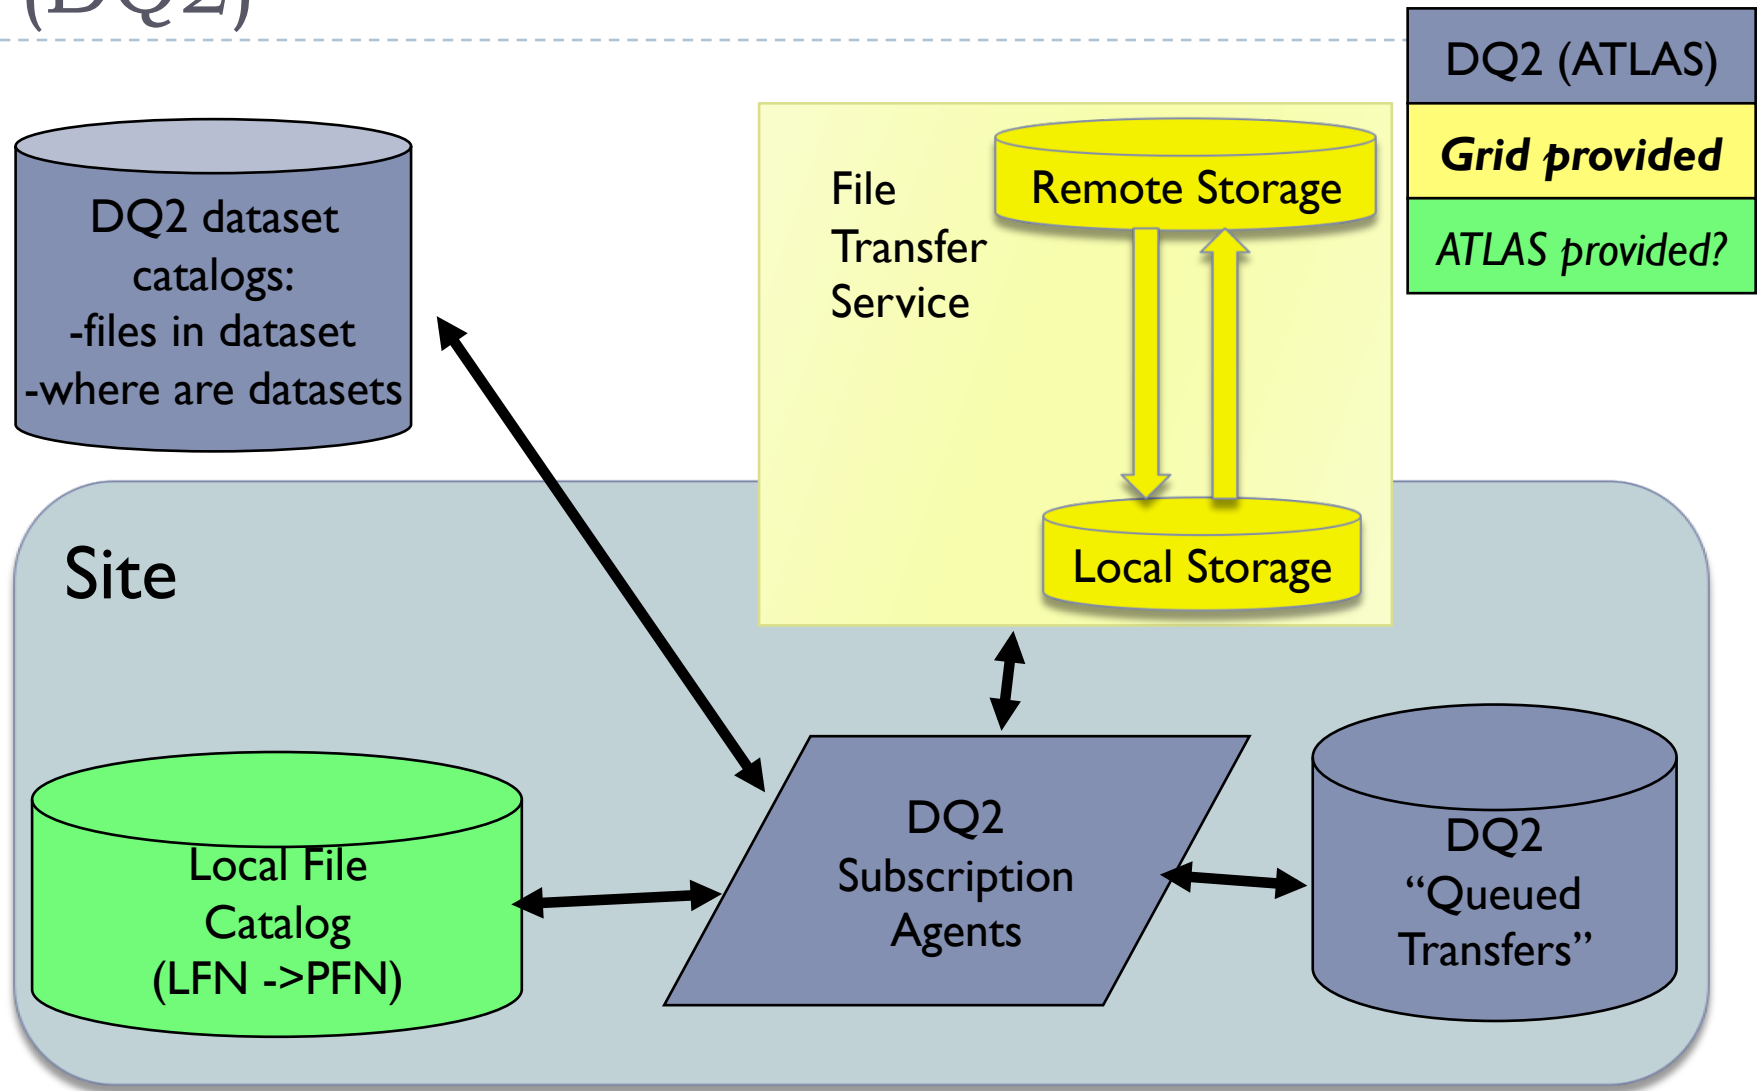 (DQ2)
DQ2 (ATLAS)
Grid provided
ATLAS provided?
DQ2 dataset
catalogs:
-files in dataset
-where are datasets
File
Transfer
Service
Remote Storage
Local Storage
Site
Local File
Catalog
(LFN ->PFN)
DQ2
Subscription
Agents
DQ2
“Queued
Transfers”